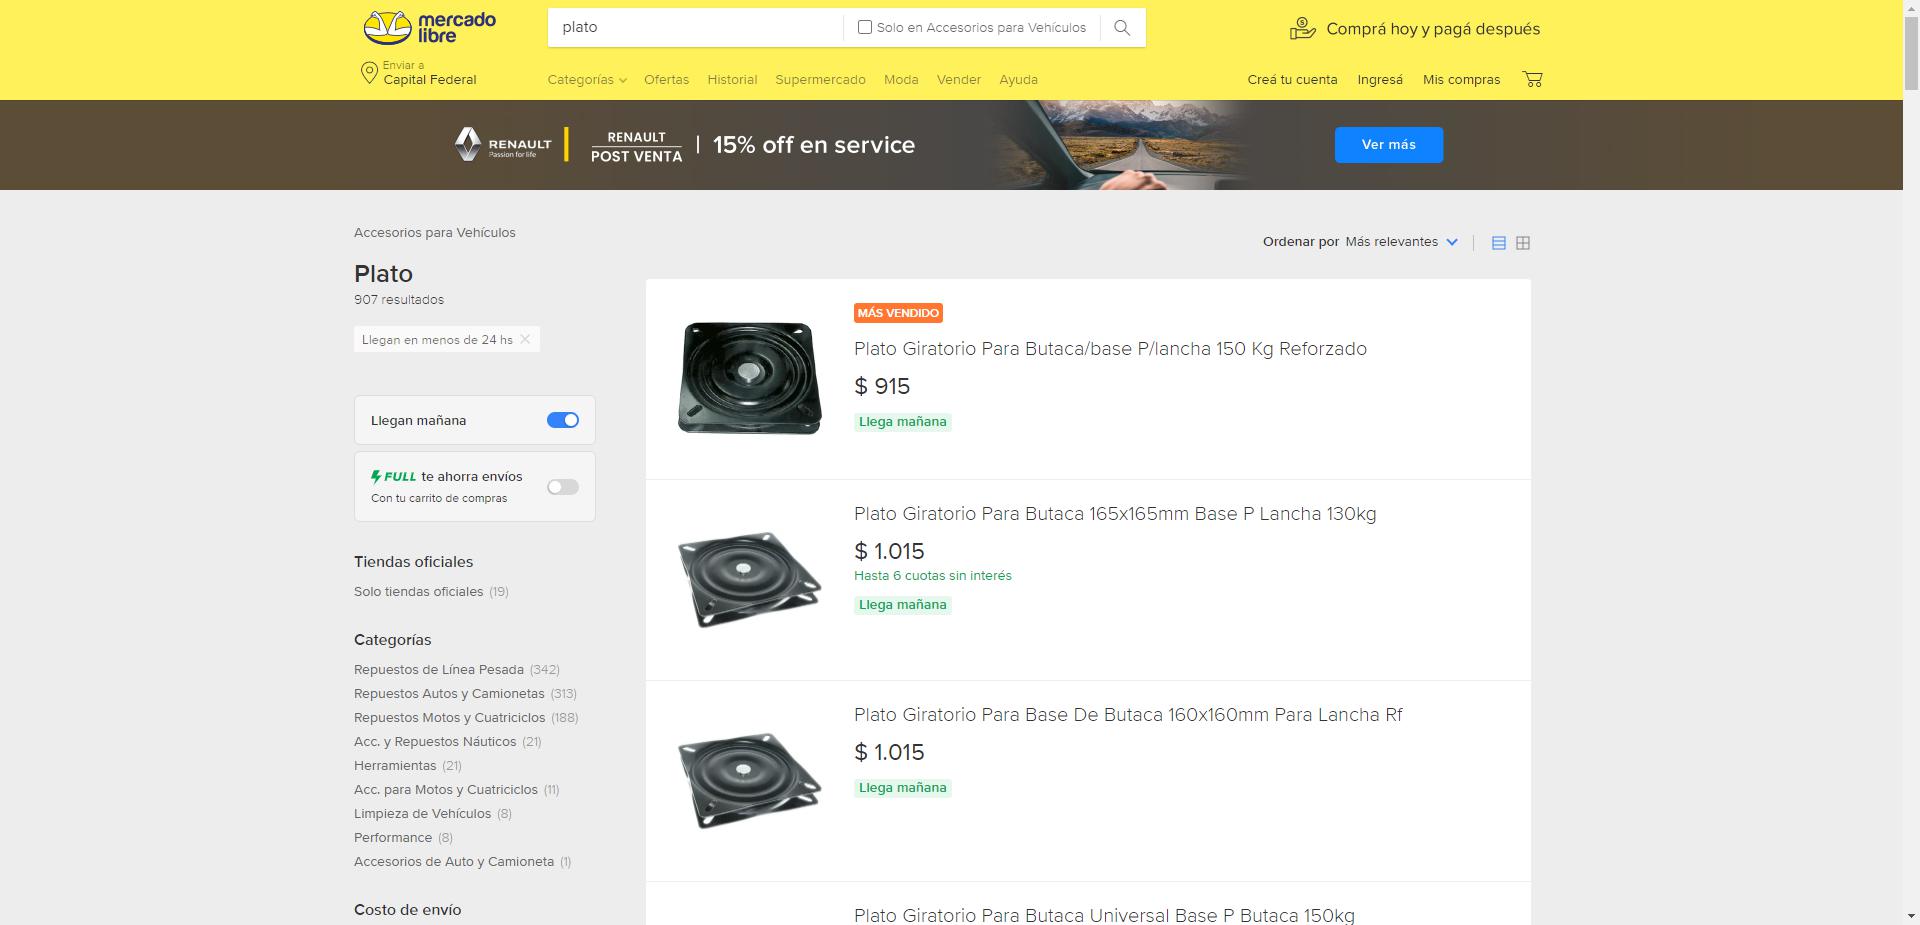 mercado
libre
plato
Solo en Accesorios para Vehículos
Comprá hoy y pagá después
Enviar a
Capital Federal
Categorías
Ofertas
Historial
Supermercado
Moda
Vender
Ayuda
Creá tu cuenta
Ingresá
Mis compras
RENAULT
Passion for life
RENAULT
POST VENTA
15% off en service
Ver más
Accesorios para Vehículos
Plato
907 resultados
Llegan en menos de 24 hs
Llegan mañana
FULL te ahorra envíos
Con tu carrito de compras
Tiendas oficiales
Solo tiendas oficiales (19)
Categorías
Repuestos de Línea Pesada (342)
Repuestos Autos y Camionetas (313)
Repuestos Motos y Cuatriciclos (188)
Acc. y Repuestos Náuticos (21)
Herramientas (21)
Acc. para Motos y Cuatriciclos (11)
Limpieza de Vehículos (8)
Performance (8)
Accesorios de Auto y Camioneta (1)
Costo de envío
Ordenar por Más relevantes
MÁS VENDIDO
Plato Giratorio Para Butaca/base P/lancha 150 Kg Reforzado
$ 915
Llega mañana
Plato Giratorio Para Butaca 165x165mm Base P Lancha 130kg
$ 1.015
Hasta 6 cuotas sin interés
Llega mañana
Plato Giratorio Para Base De Butaca 160x160mm Para Lancha Rf
$ 1.015
Llega mañana
Plato Giratorio Para Butaca Universal Base P Butaca 150kg